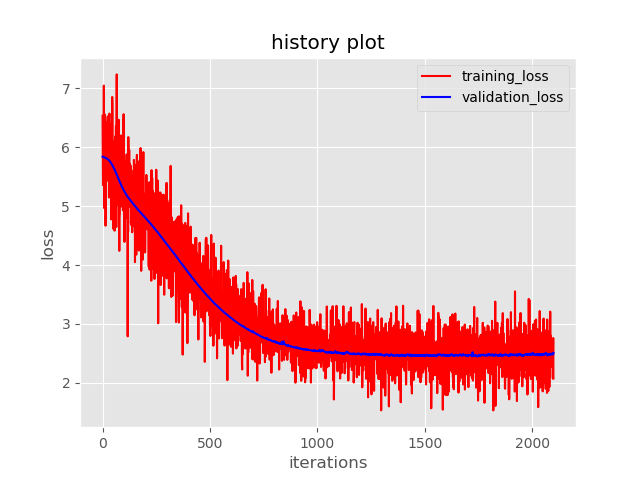 history plot
training_loss
validation_loss
7
6
5
4
3
2
loss
0 500 1000 1500 2000
iterations